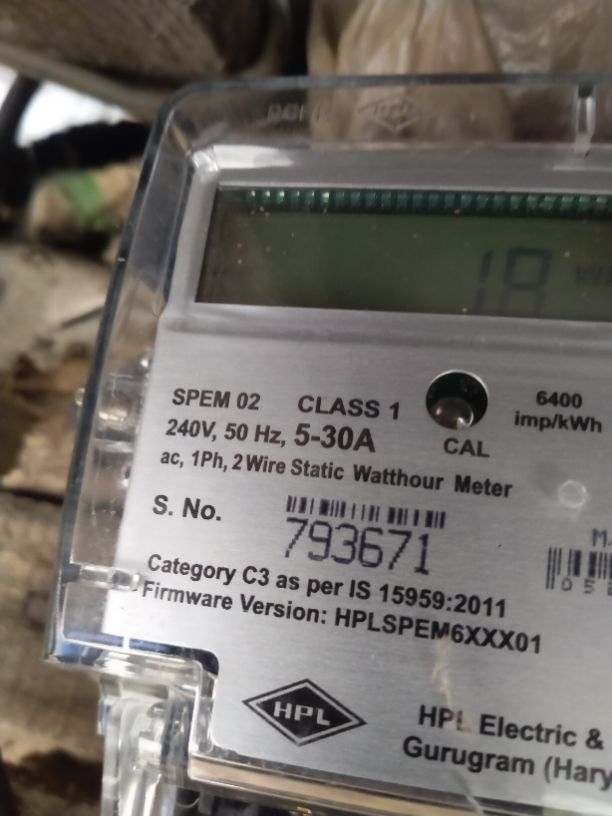 18
SPEM 02 CLASS 1
6400
imp/kWh
240V, 50 Hz, 5-30A
CAL
ac, 1Ph, 2 Wire Static Watthour Meter
S. No.
793671
Category C3 as per IS 15959:2011
Firmware Version: HPLSPEM6XXX01
HPL
HPL Electric &
Gurugram (Hary